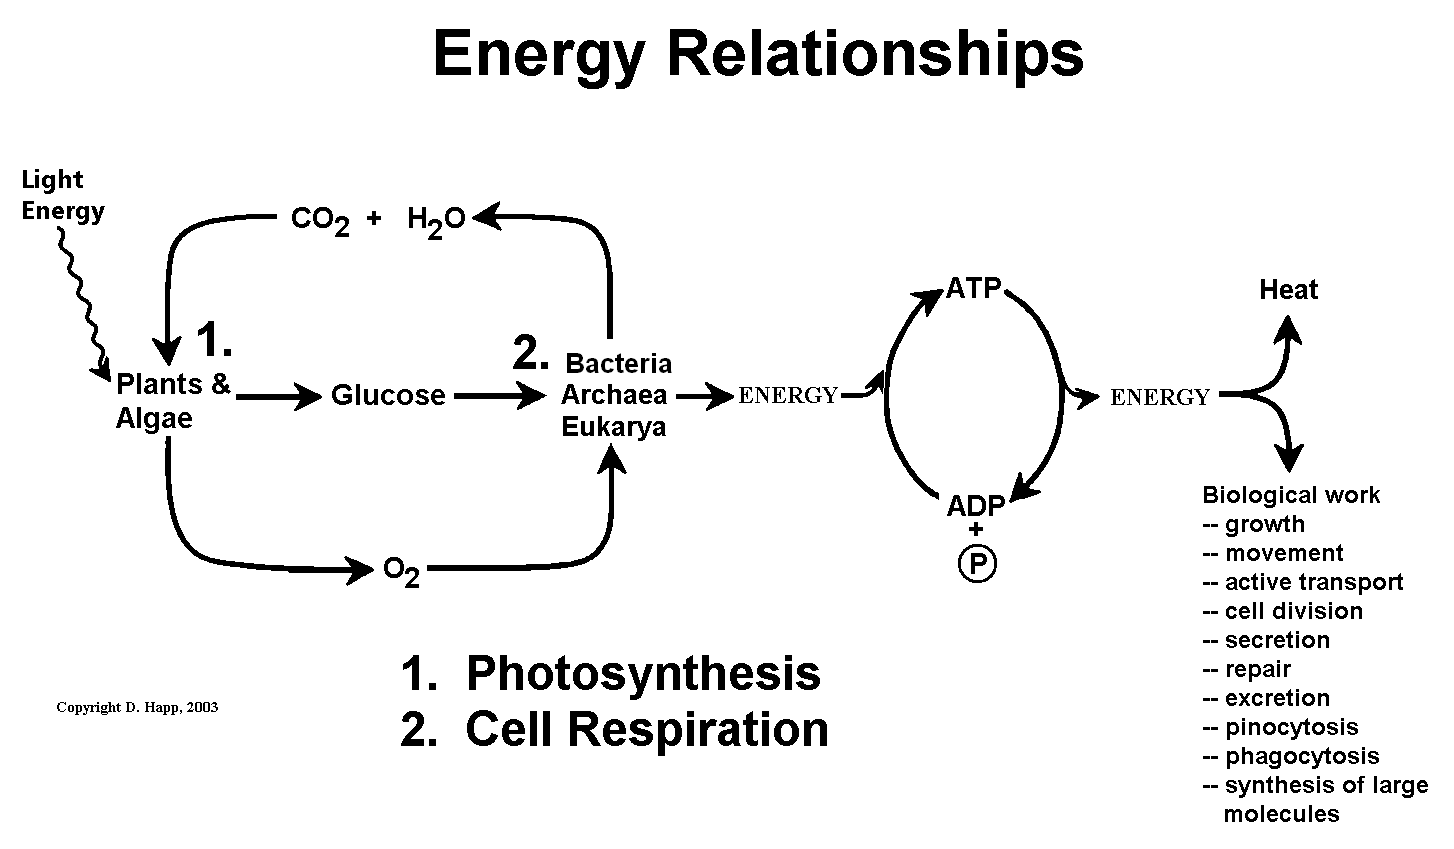 Energy Relationships
Light
Energy
CO2 + H2O
1.
Plants &
Algae
Glucose
2.
Bacteria
Archaea
Eukarya
O2
ENERGY
ATP
ADP
+
P
ENERGY
Heat
Biological work
-- growth
-- movement
-- active transport
-- cell division
-- secretion
-- repair
-- excretion
-- pinocytosis
-- phagocytosis
-- synthesis of large
molecules
1. Photosynthesis
2. Cell Respiration
Copyright D. Happ, 2003